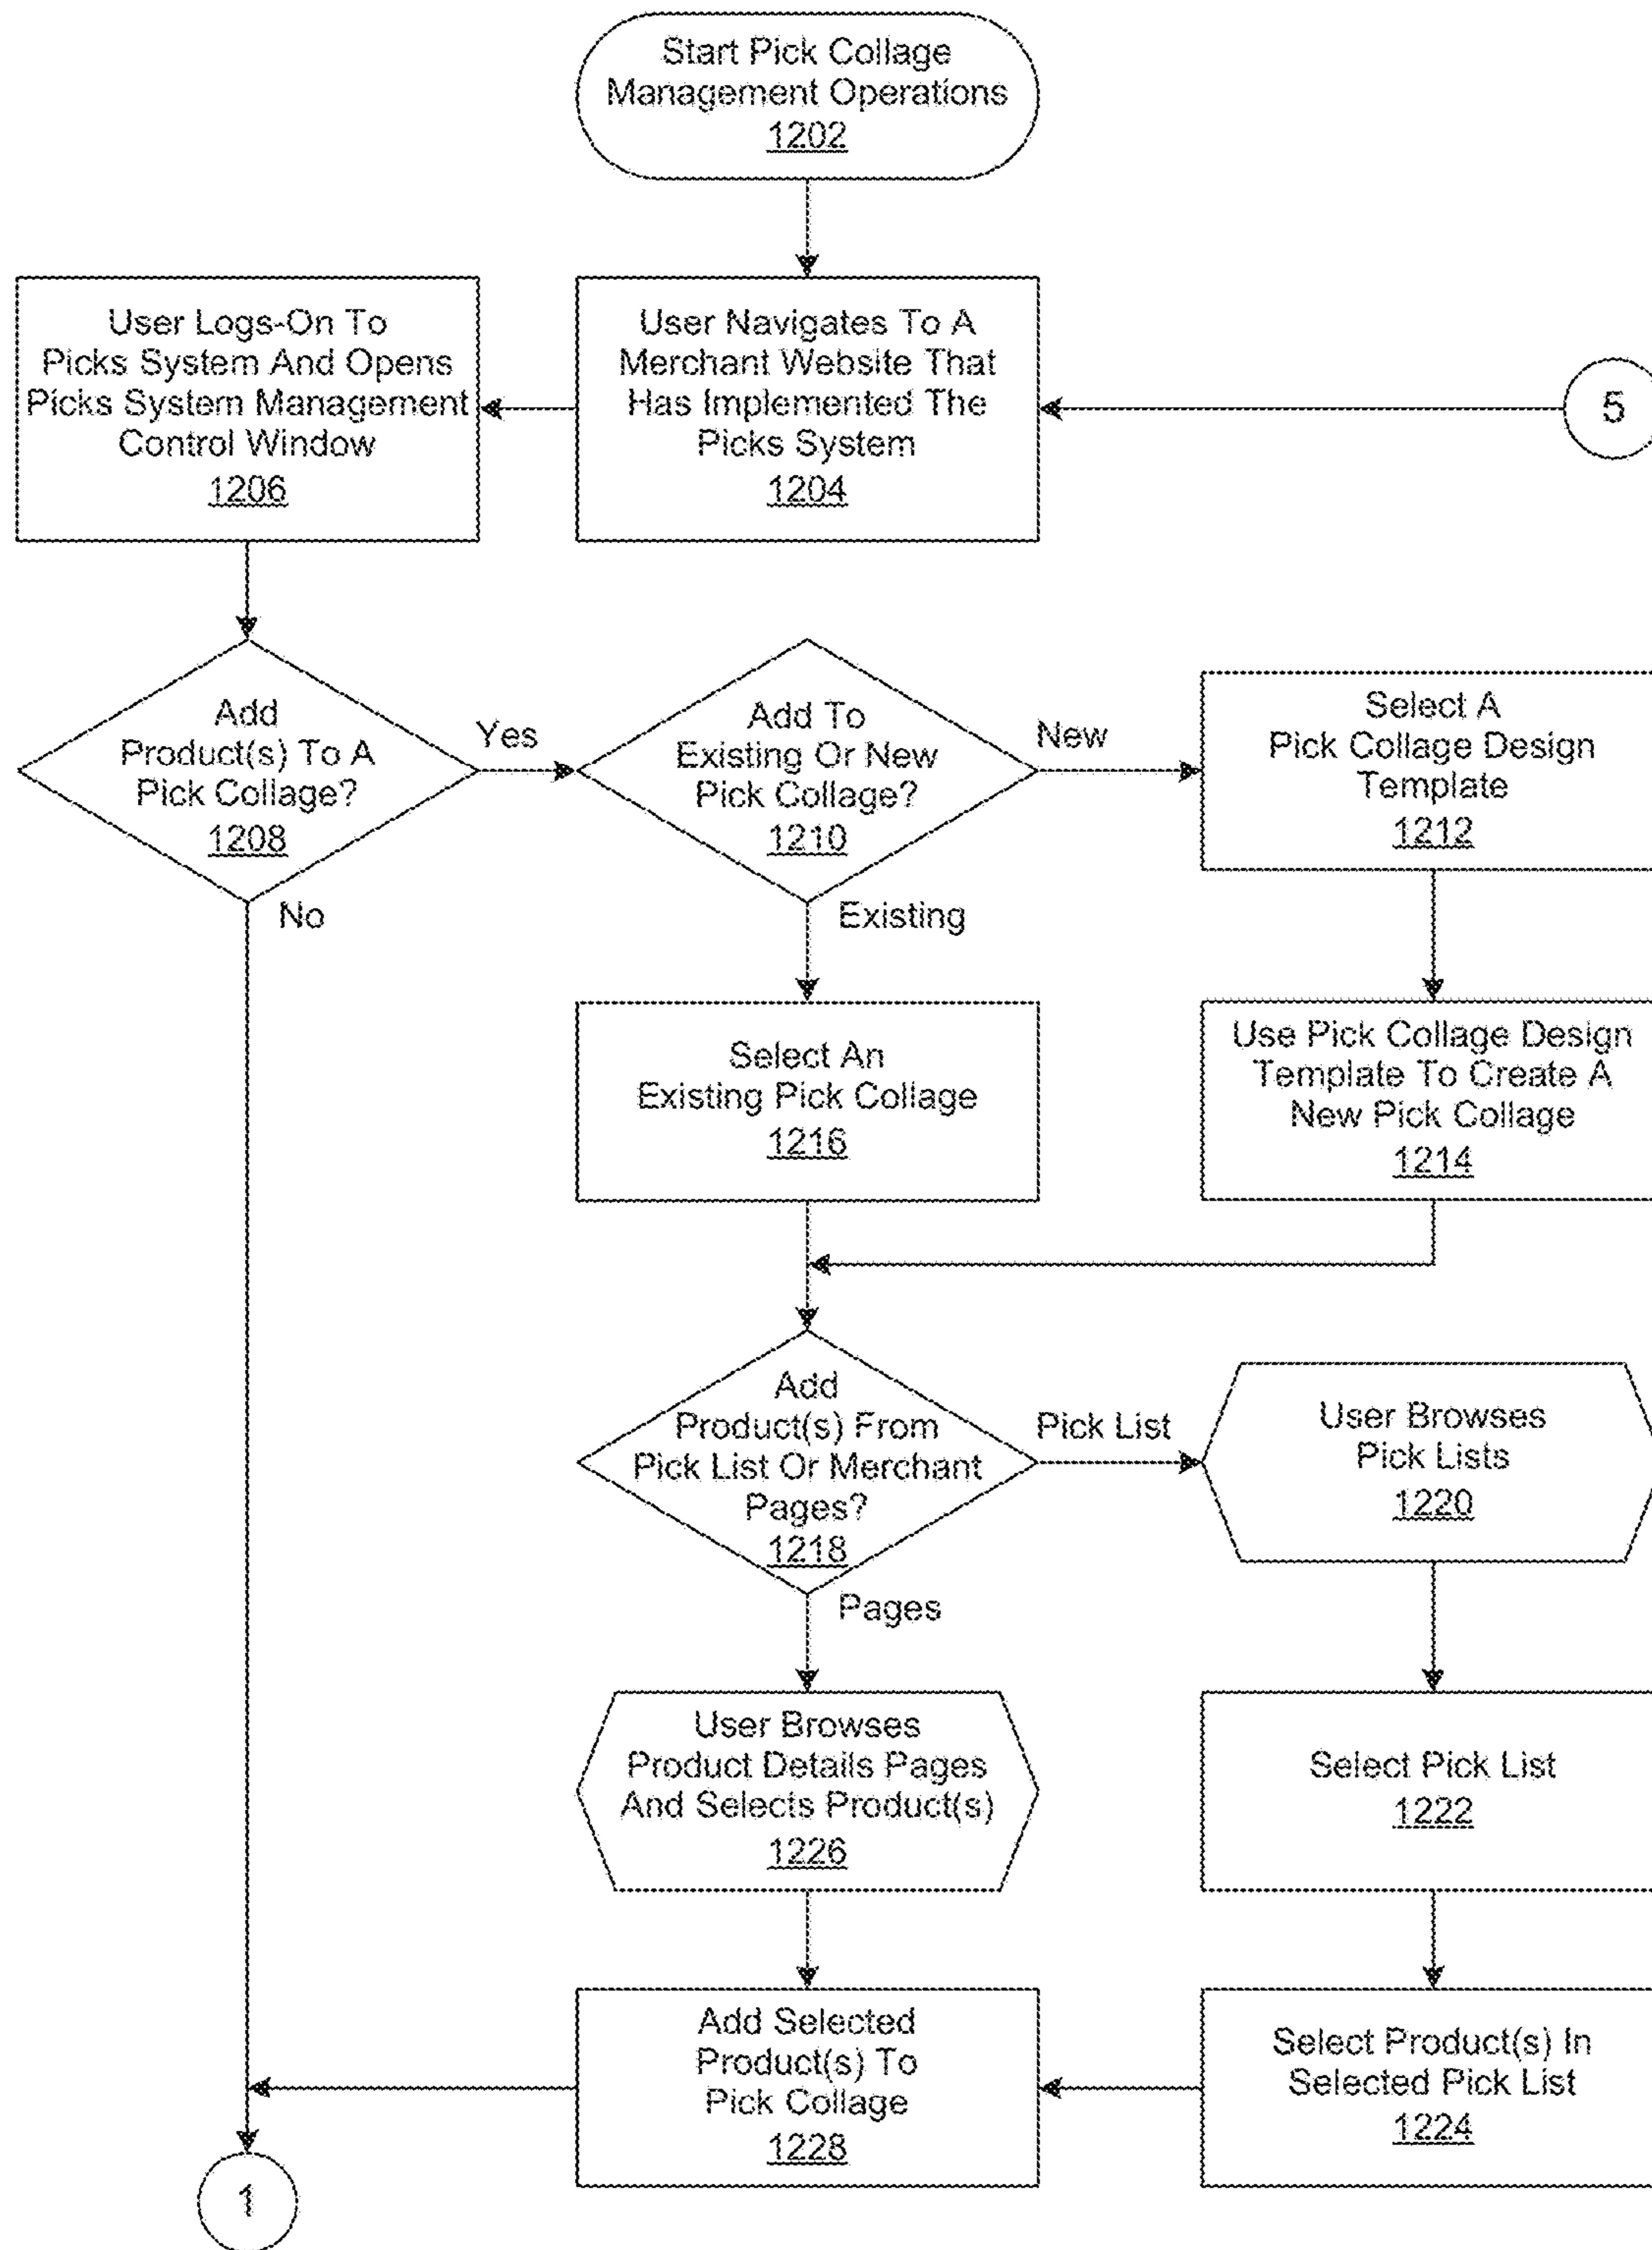 Start Pick Collage
Management Operations
1202
User Logs-On To
Picks System And Opens
Picks System Management
Control Window
1206
User Navigates To A
Merchant Website That
Has Implemented The
Picks System
1204
5
Add
Product(s) To A
Pick Collage?
1208
Yes
No
Add To
Existing Or New
Pick Collage?
1210
New
Existing
Select A
Pick Collage Design
Template
1212
Select An
Existing Pick Collage
1216
Use Pick Collage Design
Template To Create A
New Pick Collage
1214
Add
Product(s) From
Pick List Or Merchant
Pages?
1218
Pick List
Pages
User Browses
Pick Lists
1220
User Browses
Product Details Pages
And Selects Product(s)
1226
Select Pick List
1222
Add Selected
Product(s) To
Pick Collage
1228
Select Product(s) In
Selected Pick List
1224
1